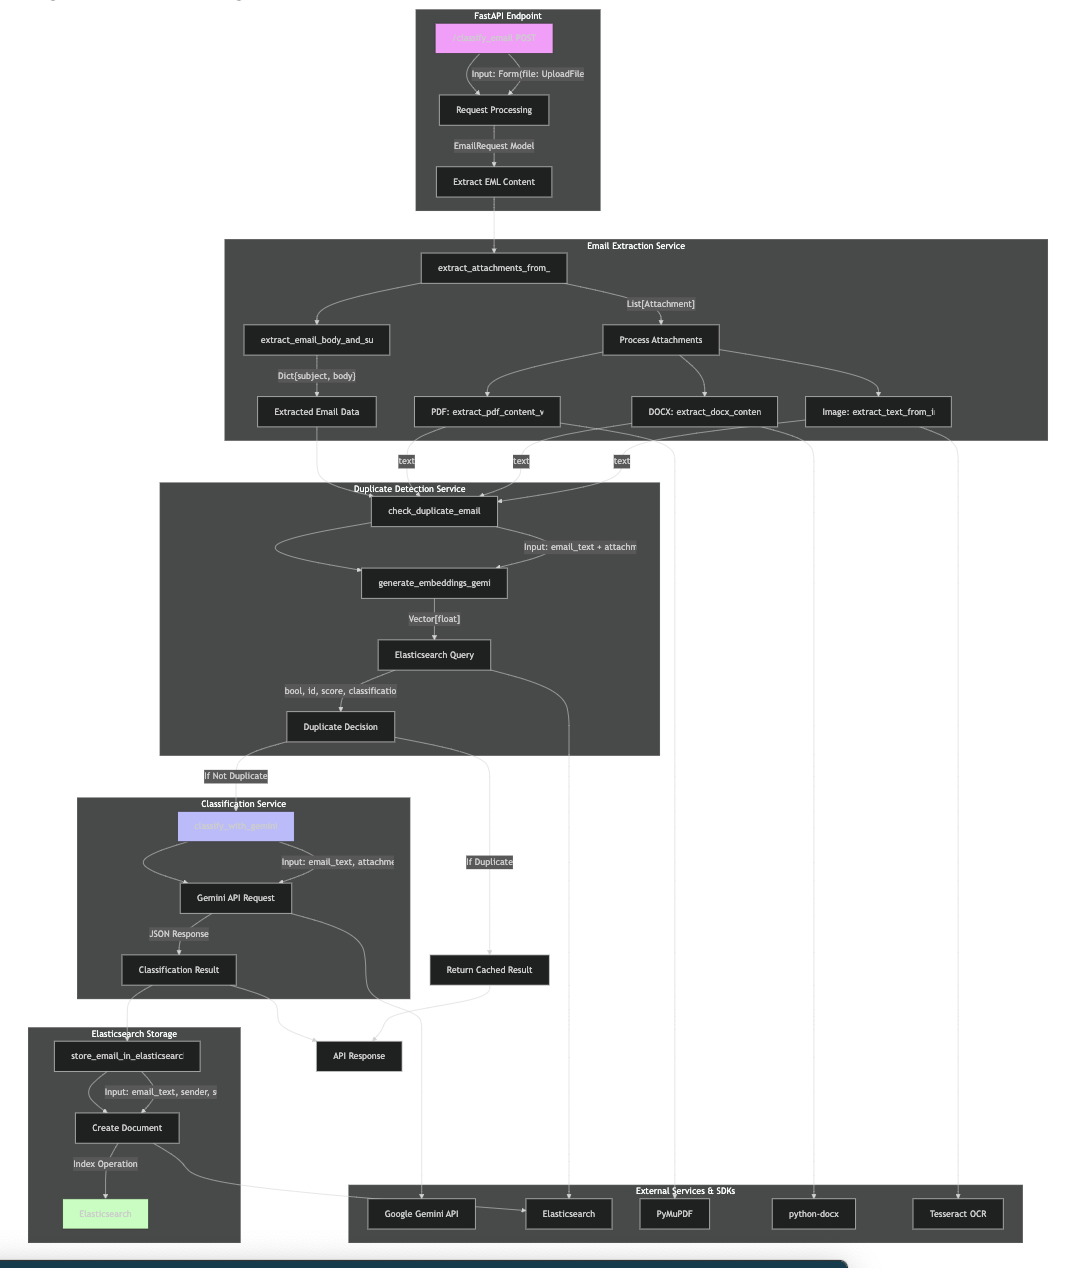 FastAPI Endpoint
/classify_email POST
Input: Form(file: UploadFile
Request Processing
EmailRequest Model
Extract EML Content
Email Extraction Service
extract_attachments_from_
List[Attachment]
extract_email_body_and_su
Process Attachments
Dict{subject, body}
Extracted Email Data
PDF: extract_pdf_content_v
DOCX: extract_docx_conten
Image: extract_text_from_i
text
text
text
Duplicate Detection Service
check_duplicate_email
Input: email_text + attachm
generate_embeddings_gemi
Vector[float]
Elasticsearch Query
bool, id, score, classificatio
Duplicate Decision
If Not Duplicate
Classification Service
classify_with_gemini
Input: email_text, attachme
If Duplicate
Gemini API Request
JSON Response
Classification Result
Return Cached Result
Elasticsearch Storage
store_email_in_elasticsearc
API Response
Input: email_text, sender, s
Create Document
Index Operation
External Services & SDKs
Elasticsearch
Google Gemini API
Elasticsearch
PyMuPDF
python-docx
Tesseract OCR